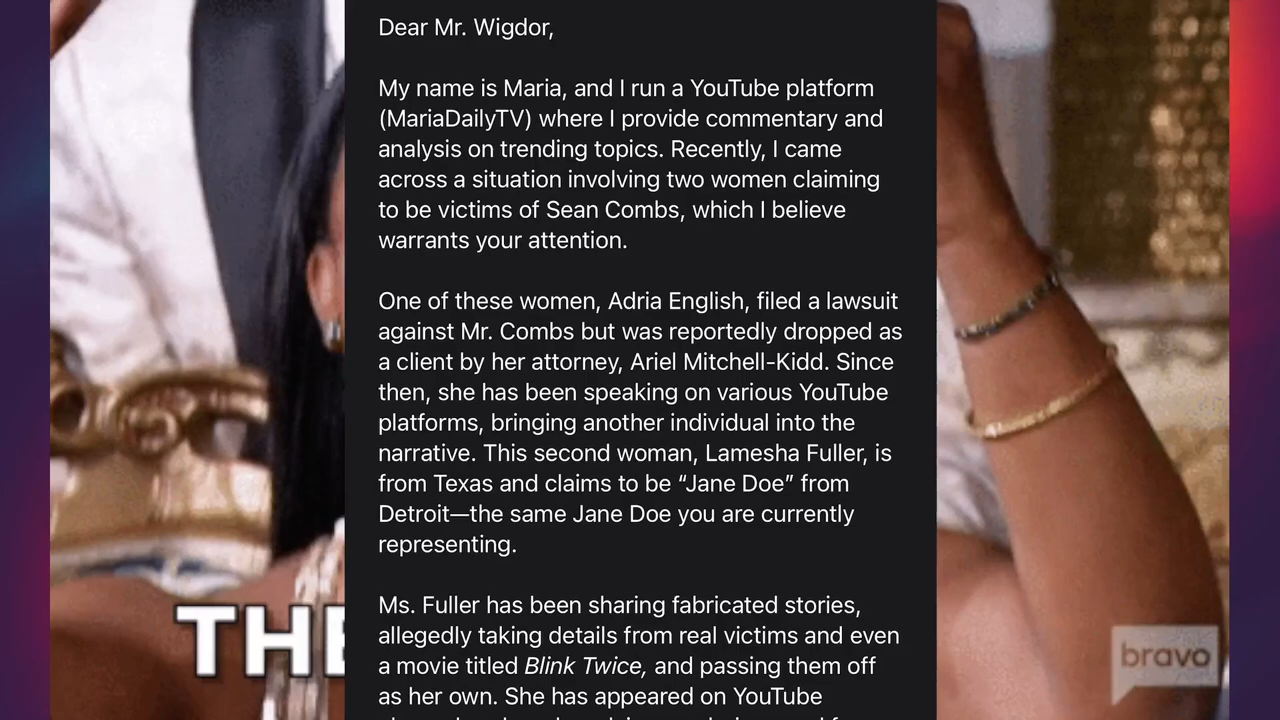 Dear Mr. Wigdor,
My name is Maria, and I run a YouTube platform
(MariaDailyTV) where I provide commentary and
analysis on trending topics. Recently, I came
across a situation involving two women claiming
to be victims of Sean Combs, which I believe
warrants your attention.
One of these women, Adria English, filed a lawsuit
against Mr. Combs but was reportedly dropped as
a client by her attorney, Ariel Mitchell-Kidd. Since
then, she has been speaking on various YouTube
platforms, bringing another individual into the
narrative. This second woman, Lamesha Fuller, is
from Texas and claims to be “Jane Doe” from
Detroit—the same Jane Doe you are currently
representing.
Ms. Fuller has been sharing fabricated stories,
allegedly taking details from real victims and even
a movie titled Blink Twice, and passing them off
as her own. She has appeared on YouTube
THE
bravo